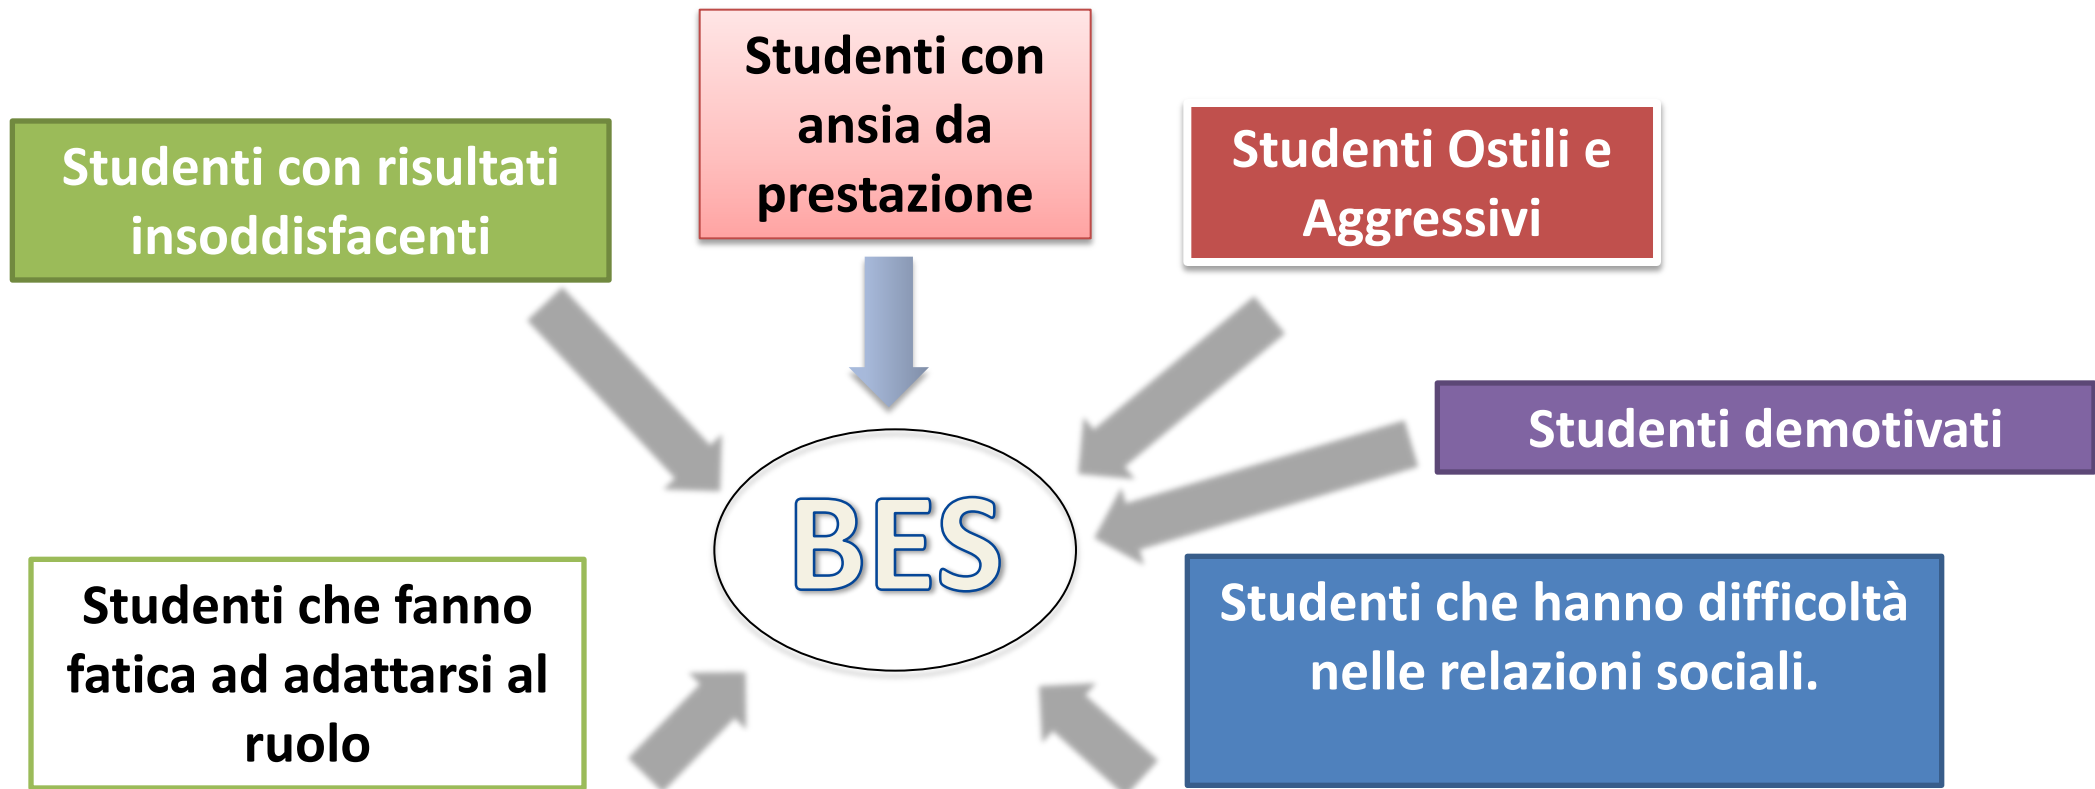 Studenti con
ansia da
prestazione
Studenti con risultati
insoddisfacenti
Studenti Ostili e
Aggressivi
Studenti demotivati
BES
Studenti che fanno
fatica ad adattarsi al
ruolo
Studenti che hanno difficoltà
nelle relazioni sociali.